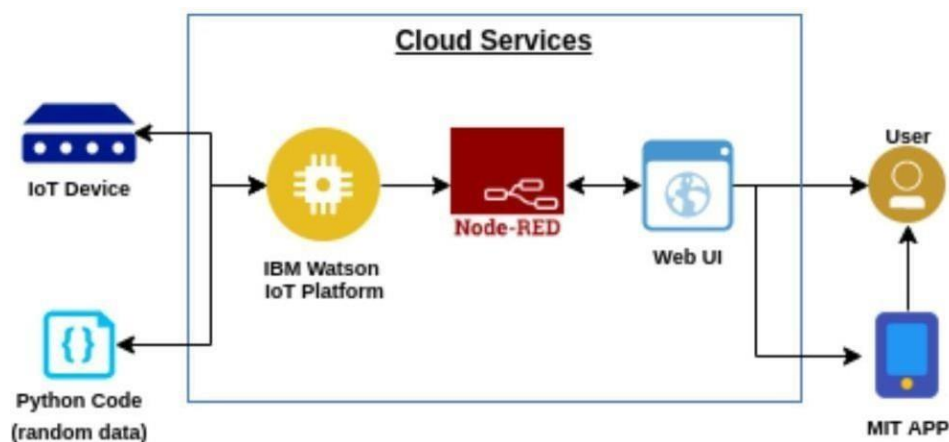 Cloud Services
IoT Device
IBM Watson
IoT Platform
Node-RED
Web UI
User
Python Code
(random data)
MIT APP